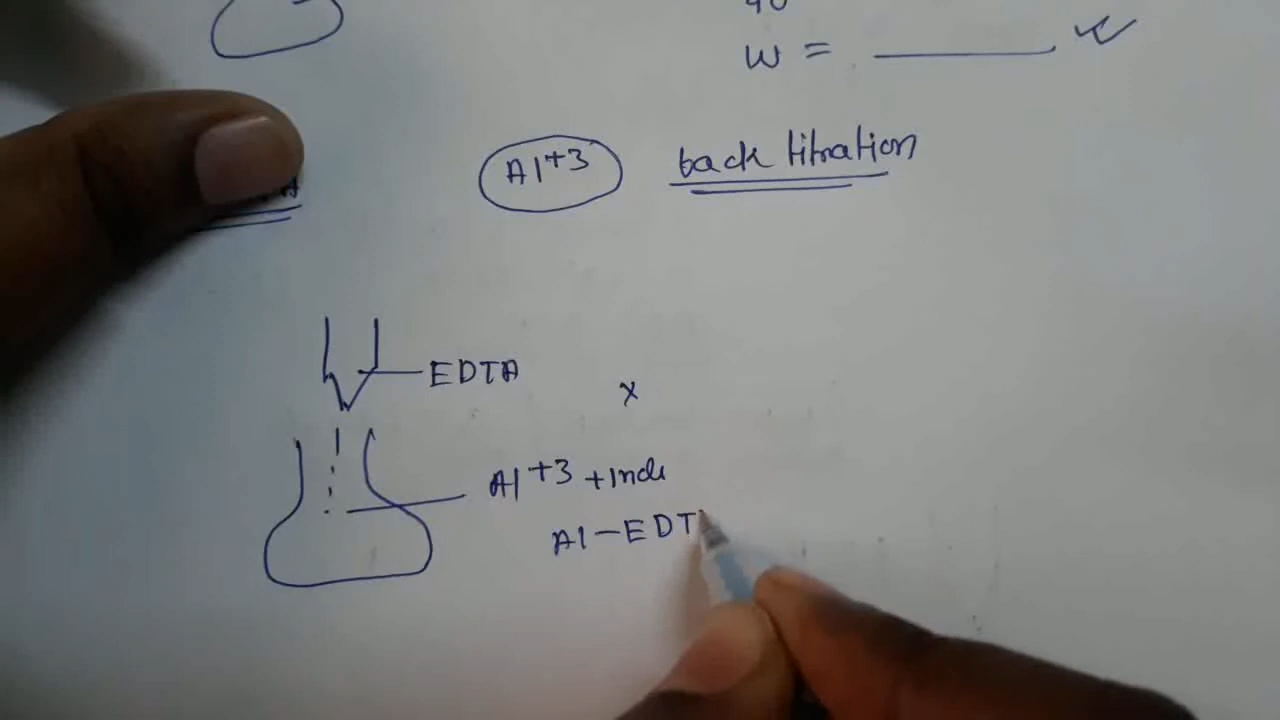 W =
Al+3 back titration
EDTA
x
Al+3 + Indi
Al-EDT